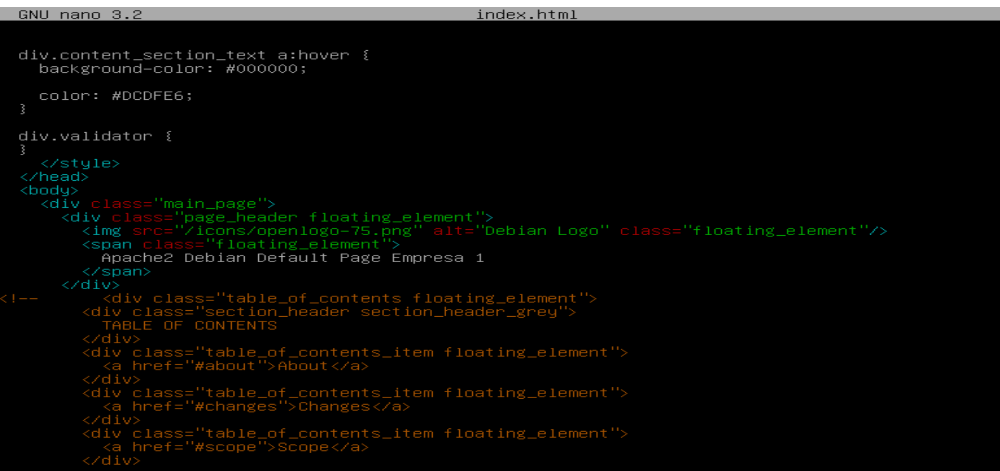 GNU nano 3.2 index.html
div.content_section_text a:hover {
background-color: #000000;
color: #DCDFE6;
}
div.validator {
}
</style>
</head>
<body>
<div class="main_page">
<div class="page_header floating_element">
<img src="/icons/openlogo-75.png" alt="Debian Logo" class="floating_element"/>
<span class="floating_element">
Apache2 Debian Default Page Empresa 1
</span>
</div>
<!-- <div class="table_of_contents floating_element">
<div class="section_header section_header_grey">
TABLE OF CONTENTS
</div>
<div class="table_of_contents_item floating_element">
<a href="#about">About</a>
</div>
<div class="table_of_contents_item floating_element">
<a href="#changes">Changes</a>
</div>
<div class="table_of_contents_item floating_element">
<a href="#scope">Scope</a>
</div>